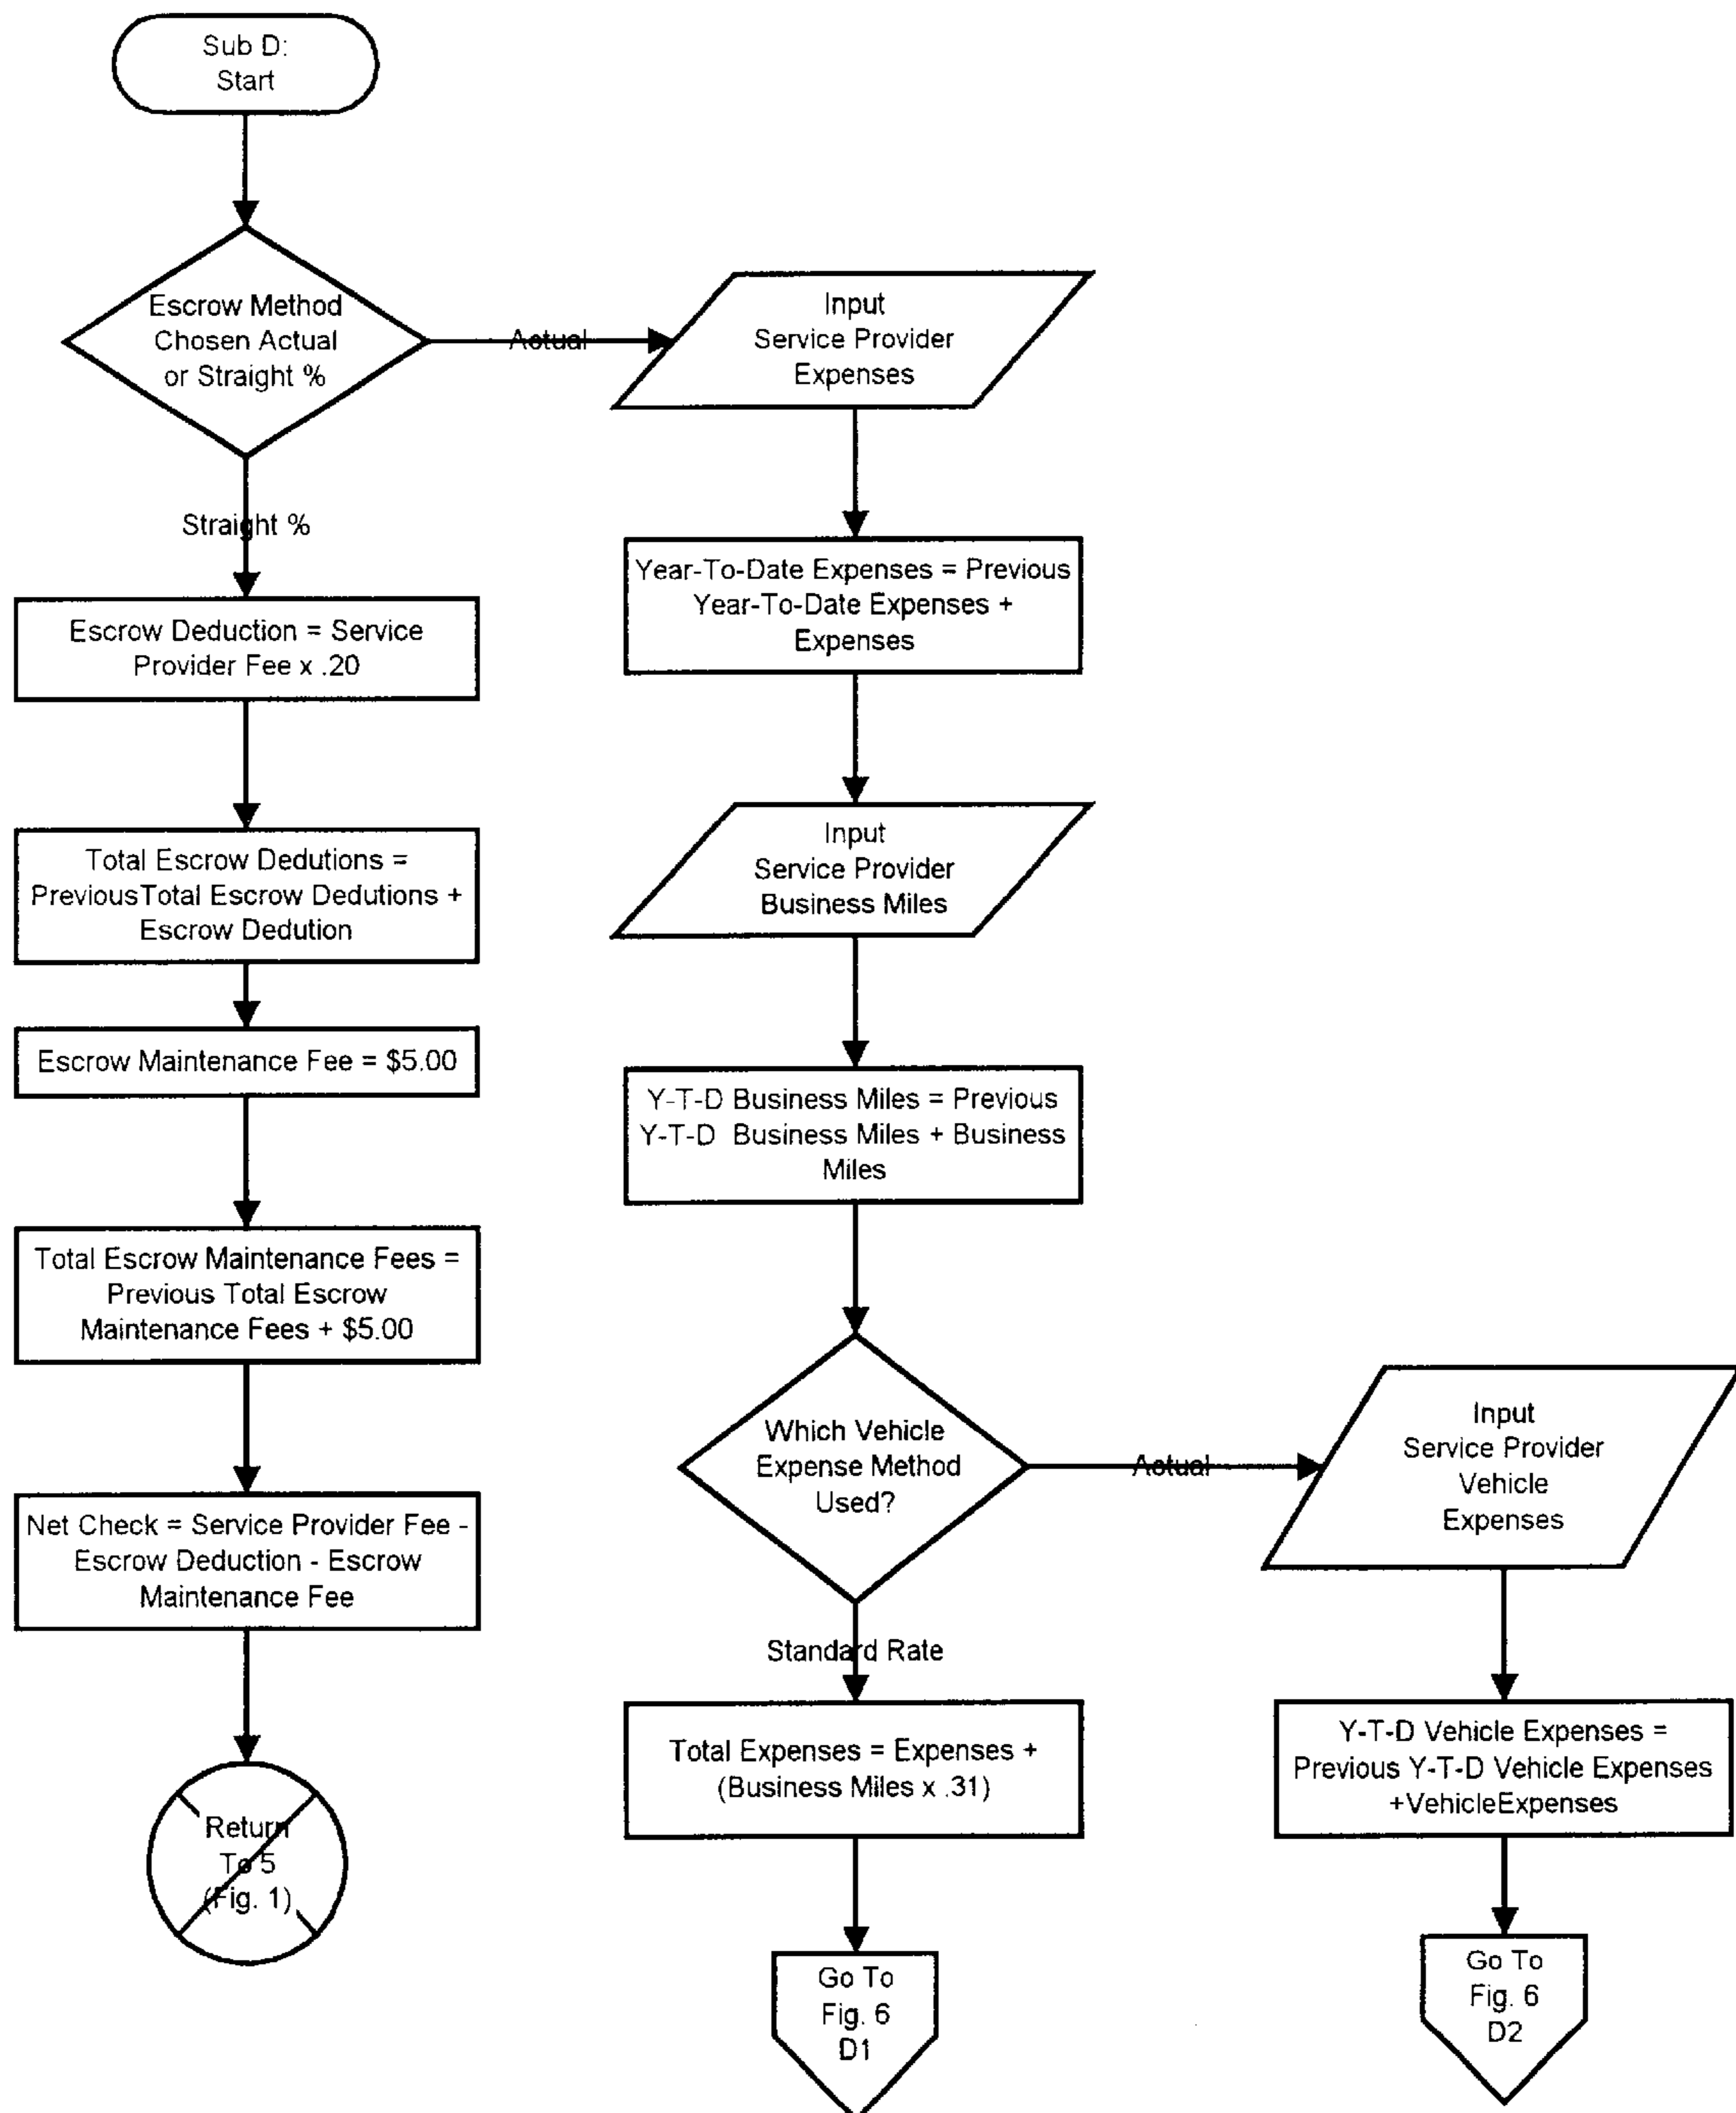 Sub D:
Start
Escrow Method
Chosen Actual
or Straight %
Actual
Straight %
Escrow Deduction = Service
Provider Fee x .20
Total Escrow Dedutions =
PreviousTotal Escrow Dedutions +
Escrow Dedution
Escrow Maintenance Fee = $5.00
Total Escrow Maintenance Fees =
Previous Total Escrow
Maintenance Fees + $5.00
Net Check = Service Provider Fee -
Escrow Deduction - Escrow
Maintenance Fee
Return
To 5
(Fig. 1)
Input
Service Provider
Expenses
Year-To-Date Expenses = Previous
Year-To-Date Expenses +
Expenses
Input
Service Provider
Business Miles
Y-T-D Business Miles = Previous
Y-T-D Business Miles + Business
Miles
Which Vehicle
Expense Method
Used?
Actual
Standard Rate
Total Expenses = Expenses +
(Business Miles x .31)
Go To
Fig. 6
D1
Input
Service Provider
Vehicle
Expenses
Y-T-D Vehicle Expenses =
Previous Y-T-D Vehicle Expenses
+VehicleExpenses
Go To
Fig. 6
D2